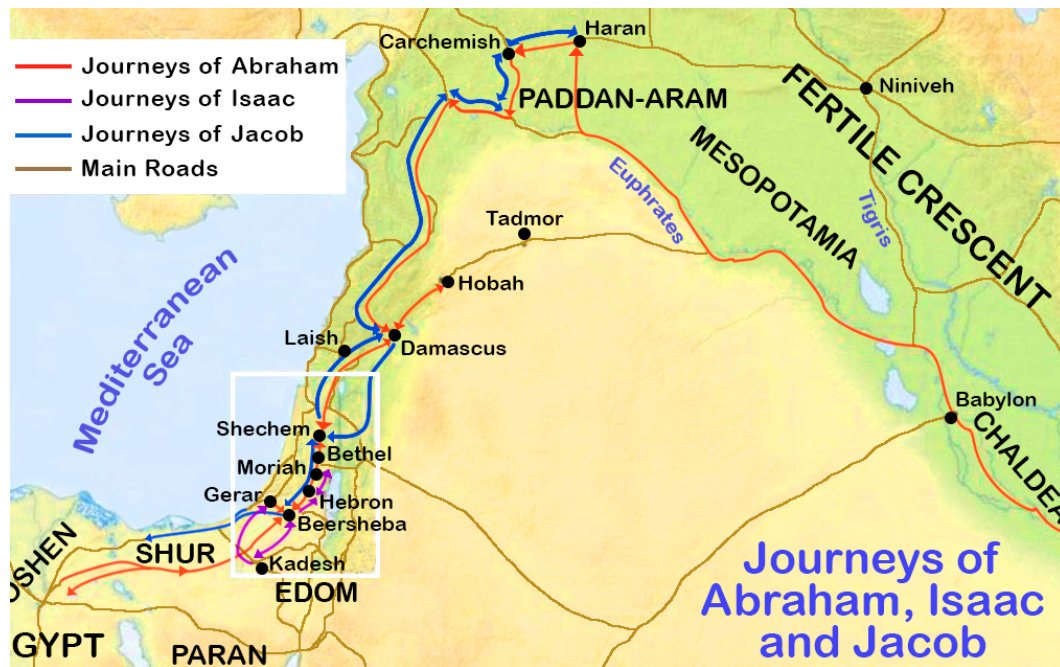 Journeys of Abraham
Journeys of Isaac
Journeys of Jacob
Main Roads
Carchemish
Haran
PADDAN-ARAM
Niniveh
FERTILE CRESCENT
MESOPOTAMIA
Euphrates
Tigris
Tadmor
Hobah
Mediterranean
Sea
Laish
Damascus
Shechem
Bethel
Moriah
Gerar
Hebron
Beersheba
Babylon
CHALDEA
OSHEN
SHUR
Kadesh
EDOM
GYPT
PARAN
Journeys of
Abraham, Isaac
and Jacob